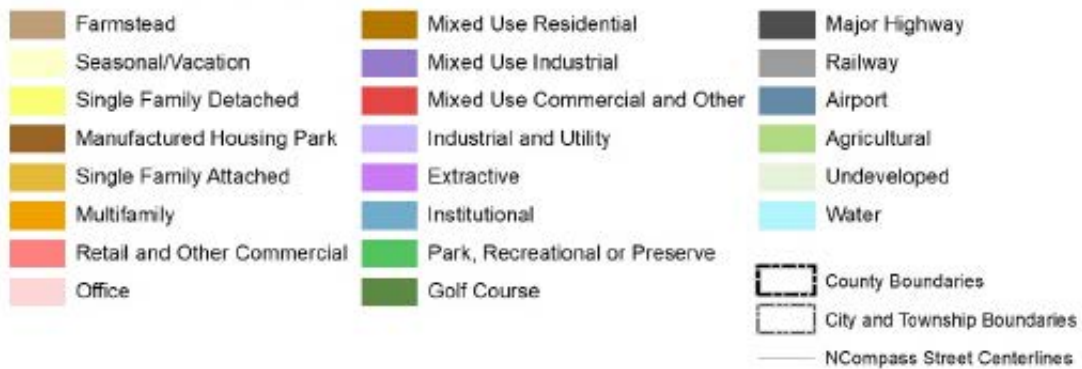 Farmstead
Seasonal/Vacation
Single Family Detached
Manufactured Housing Park
Single Family Attached
Multifamily
Retail and Other Commercial
Office
Mixed Use Residential
Mixed Use Industrial
Mixed Use Commercial and Other
Industrial and Utility
Extractive
Institutional
Park, Recreational or Preserve
Golf Course
Major Highway
Railway
Airport
Agricultural
Undeveloped
Water
County Boundaries
City and Township Boundaries
NCompass Street Centerlines